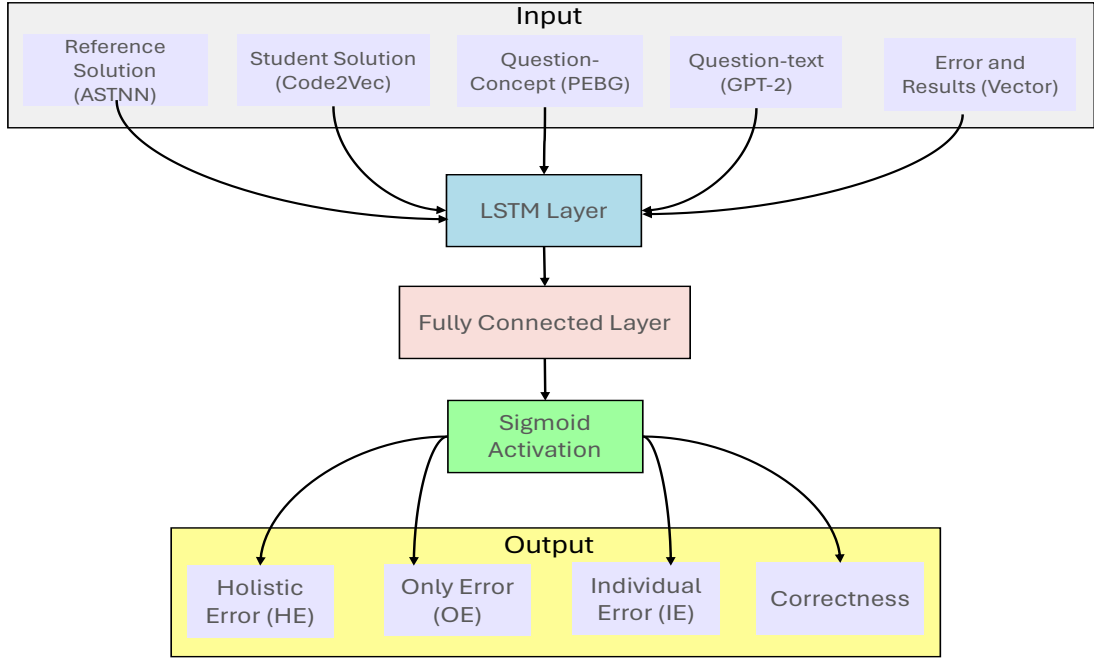 Input
Reference
Solution
(ASTNN)
Student Solution
(Code2Vec)
Question-
Concept (PEBG)
Question-text
(GPT-2)
Error and
Results (Vector)
LSTM Layer
Fully Connected Layer
Sigmoid
Activation
Output
Holistic
Error (HE)
Only Error
(OE)
Individual
Error (IE)
Correctness